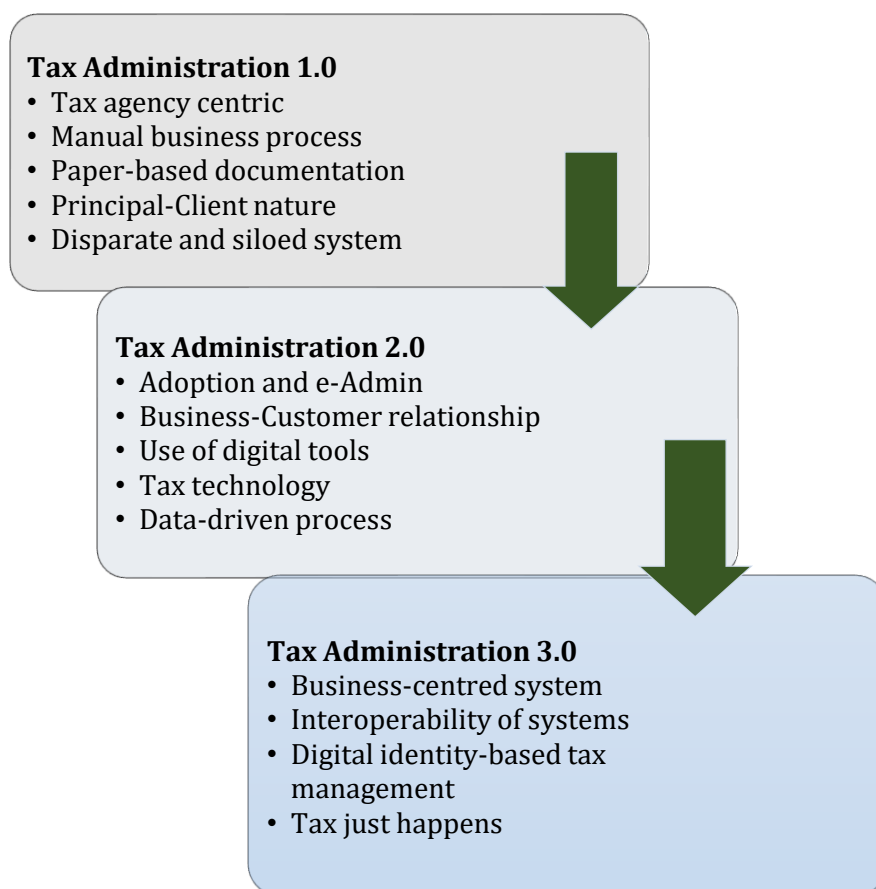 Tax Administration 1.0
• Tax agency centric
• Manual business process
• Paper-based documentation
• Principal-Client nature
• Disparate and siloed system
Tax Administration 2.0
• Adoption and e-Admin
• Business-Customer relationship
• Use of digital tools
• Tax technology
• Data-driven process
Tax Administration 3.0
• Business-centred system
• Interoperability of systems
• Digital identity-based tax
management
• Tax just happens